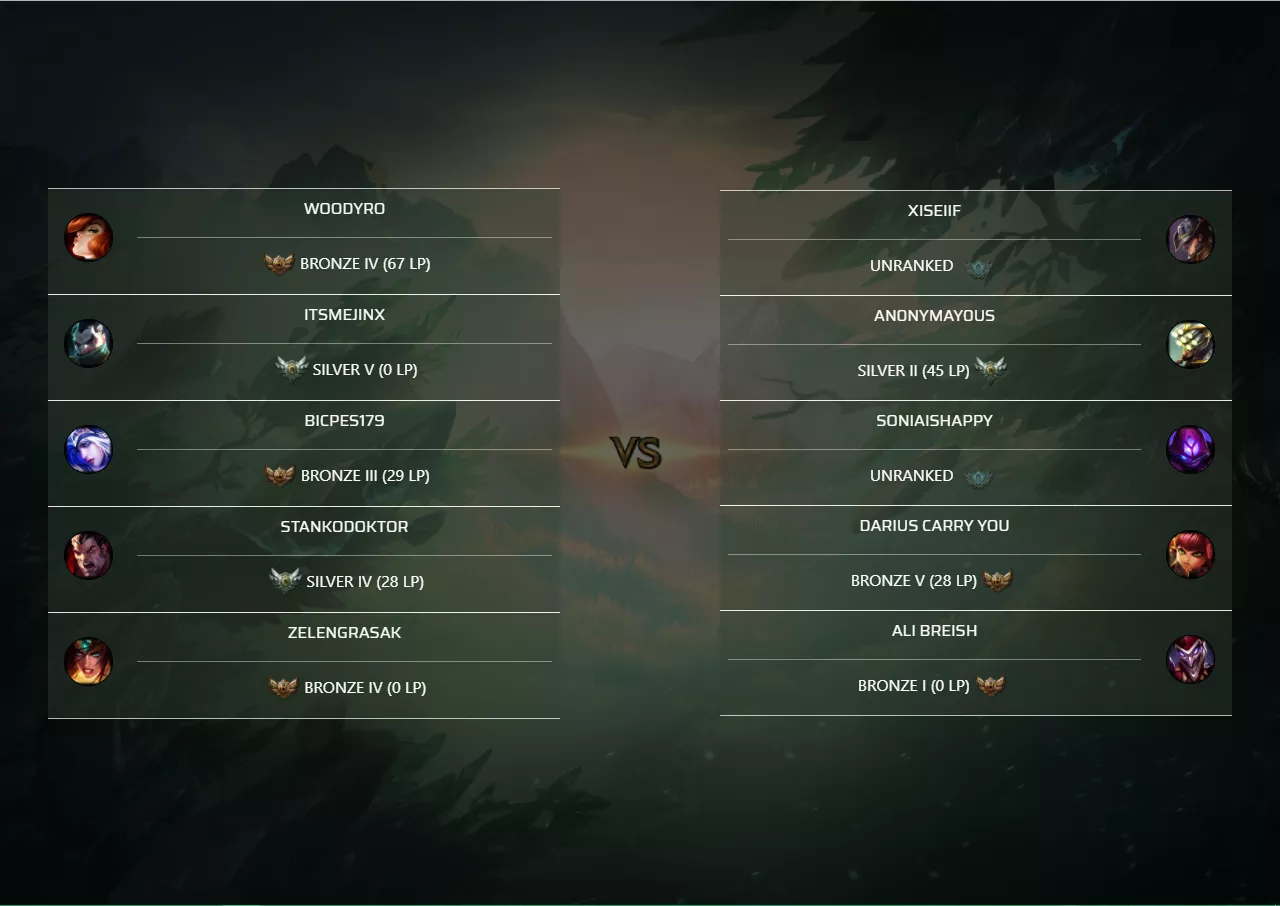 WOODYRO
BRONZE IV (67 LP)
ITSMEJINX
SILVER V (0 LP)
BICPES179
BRONZE III (29 LP)
STANKODOKTOR
SILVER IV (28 LP)
ZELENGRASAK
BRONZE IV (0 LP)
VS
XISEIIF
UNRANKED
ANONYMAYOUS
SILVER II (45 LP)
SONIAISHAPPY
UNRANKED
DARIUS CARRY YOU
BRONZE V (28 LP)
ALI BREISH
BRONZE I (0 LP)